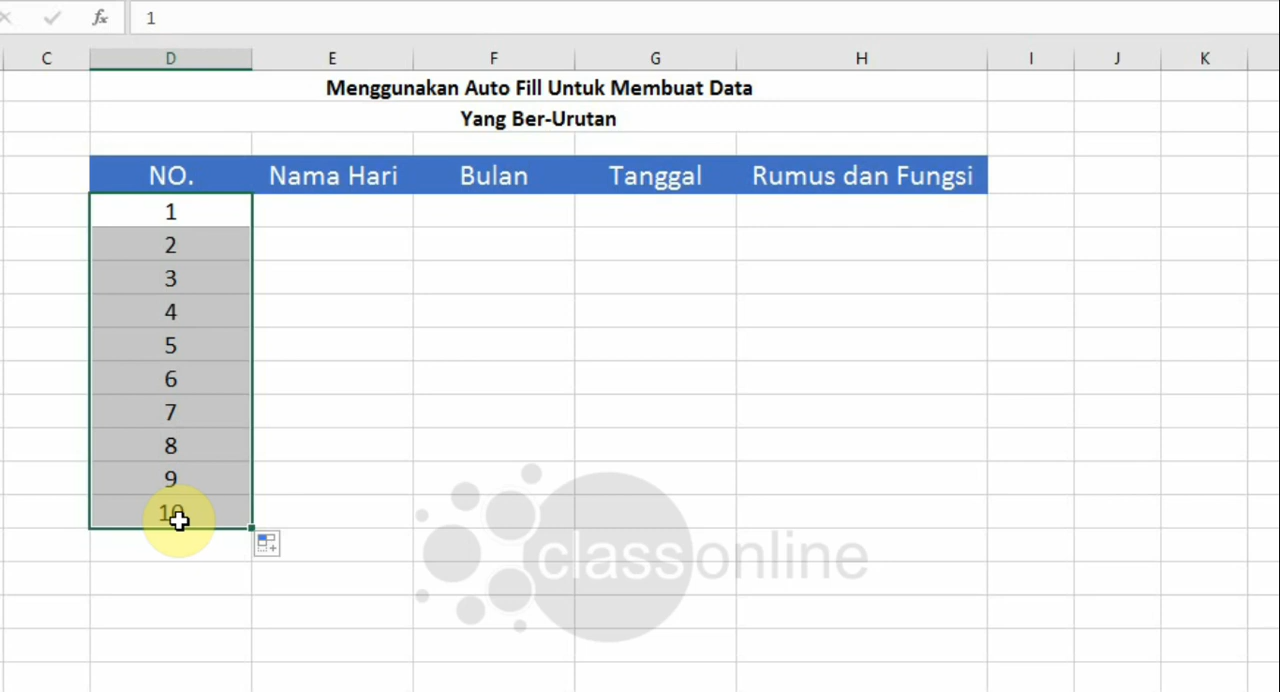 fx 1
C D E F G H I J K
Menggunakan Auto Fill Untuk Membuat Data
Yang Ber-Urutan
NO. Nama Hari Bulan Tanggal Rumus dan Fungsi
1
2
3
4
5
6
7
8
9
10
classonline